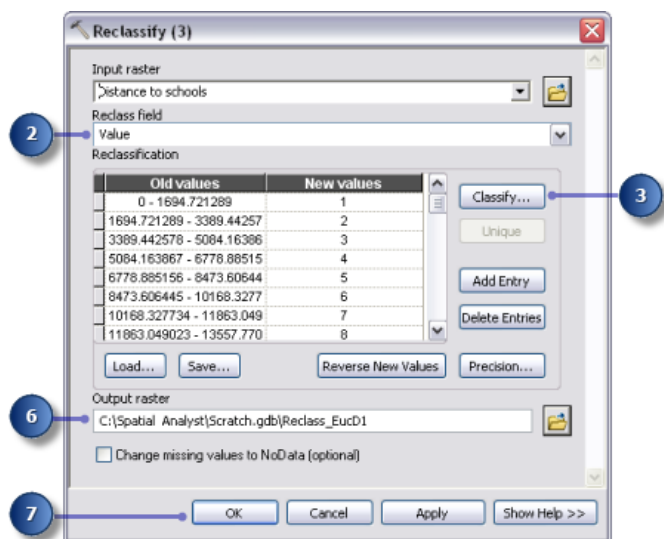 Reclassify (3)
Input raster
Distance to schools
Reclass field
2
Value
Reclassification
Old values New values
0 - 1694.721289 1
1694.721289 - 3389.44257 2
3389.442578 - 5084.16386 3
5084.163867 - 6778.88515 4
6778.885156 - 8473.60644 5
8473.606445 - 10168.3277 6
10168.327734 - 11863.049 7
11863.049023 - 13557.770 8
Classify...
3
Unique
Add Entry
Delete Entries
Load... Save... Reverse New Values Precision...
Output raster
6
C:\Spatial Analyst\Scratch.gdb\Reclass_EucD1
Change missing values to NoData (optional)
7
OK Cancel Apply Show Help >>